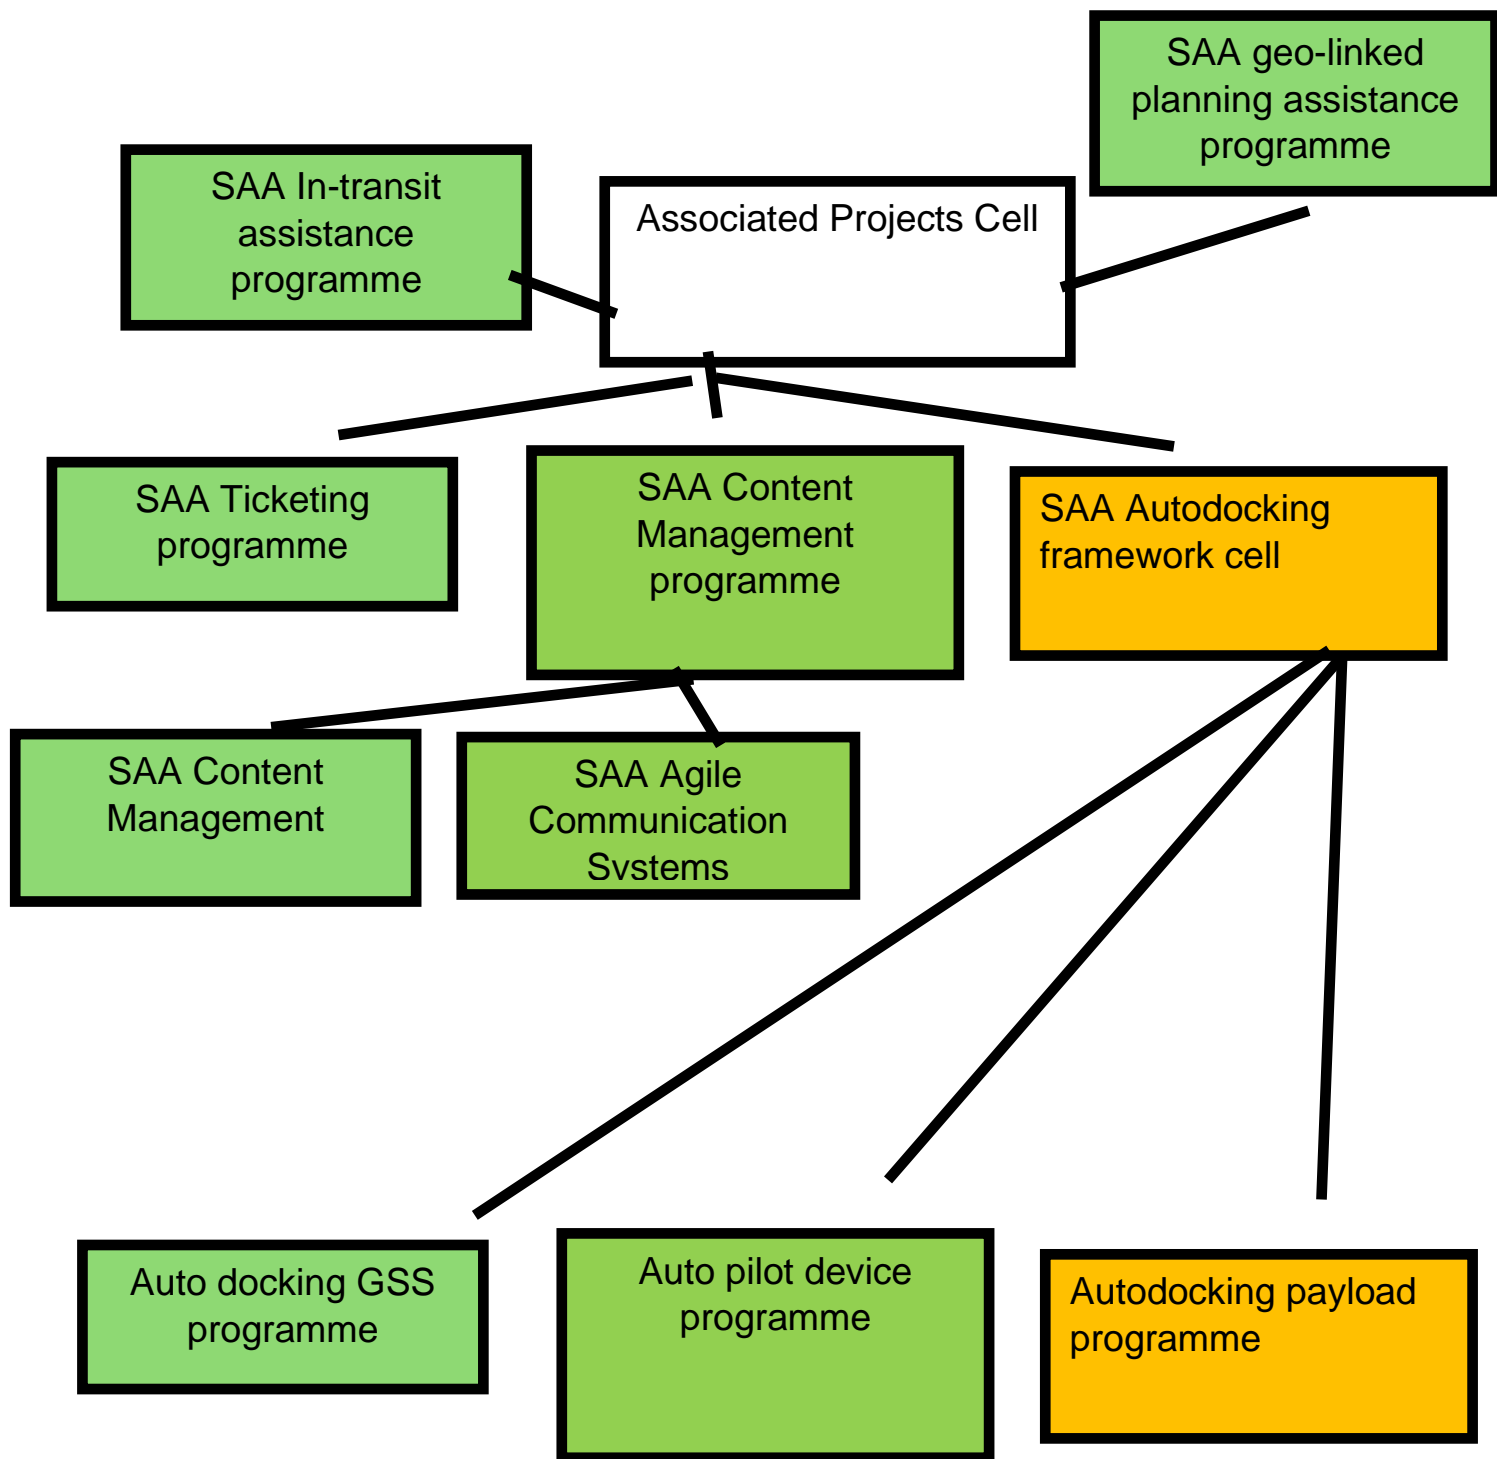 SAA geo-linked
planning assistance
programme
SAA In-transit
assistance
programme
Associated Projects Cell
SAA Ticketing
programme
SAA Content
Management
programme
SAA Autodocking
framework cell
SAA Content
Management
SAA Agile
Communication
Systems
Auto docking GSS
programme
Auto pilot device
programme
Autodocking payload
programme